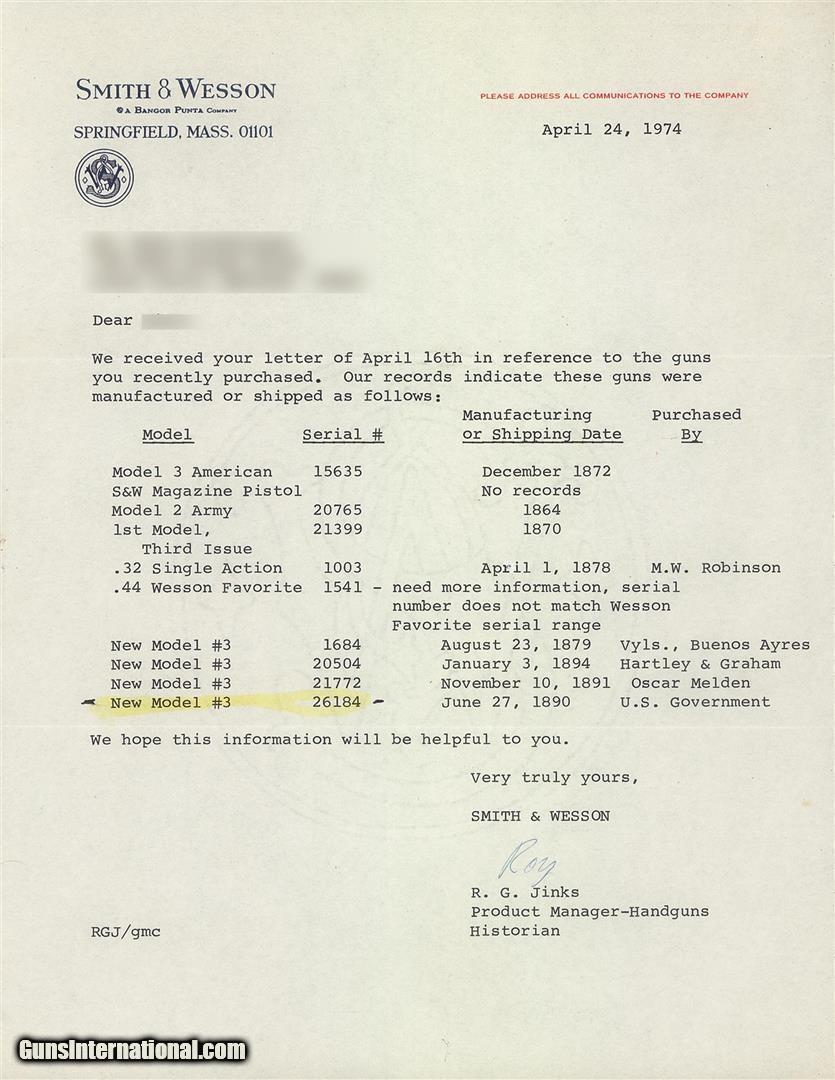 SMITH & WESSON
A BANGOR PUNTA COMPANY
SPRINGFIELD, MASS. 01101
PLEASE ADDRESS ALL COMMUNICATIONS TO THE COMPANY
April 24, 1974
Dear
We received your letter of April 16th in reference to the guns
you recently purchased. Our records indicate these guns were
manufactured or shipped as follows:
Manufacturing Purchased
Model Serial # or Shipping Date By
Model 3 American 15635 December 1872
S&W Magazine Pistol No records
Model 2 Army 20765 1864
1st Model, 21399 1870
Third Issue
.32 Single Action 1003 April 1, 1878 M.W. Robinson
.44 Wesson Favorite 1541 - need more information, serial
number does not match Wesson
Favorite serial range
New Model #3 1684 August 23, 1879 Vyls., Buenos Ayres
New Model #3 20504 January 3, 1894 Hartley & Graham
New Model #3 21772 November 10, 1891 Oscar Melden
New Model #3 26184 June 27, 1890 U.S. Government
We hope this information will be helpful to you.
Very truly yours,
SMITH & WESSON
Roy
R. G. Jinks
Product Manager-Handguns
RGJ/gmc Historian
GunsInternational.com